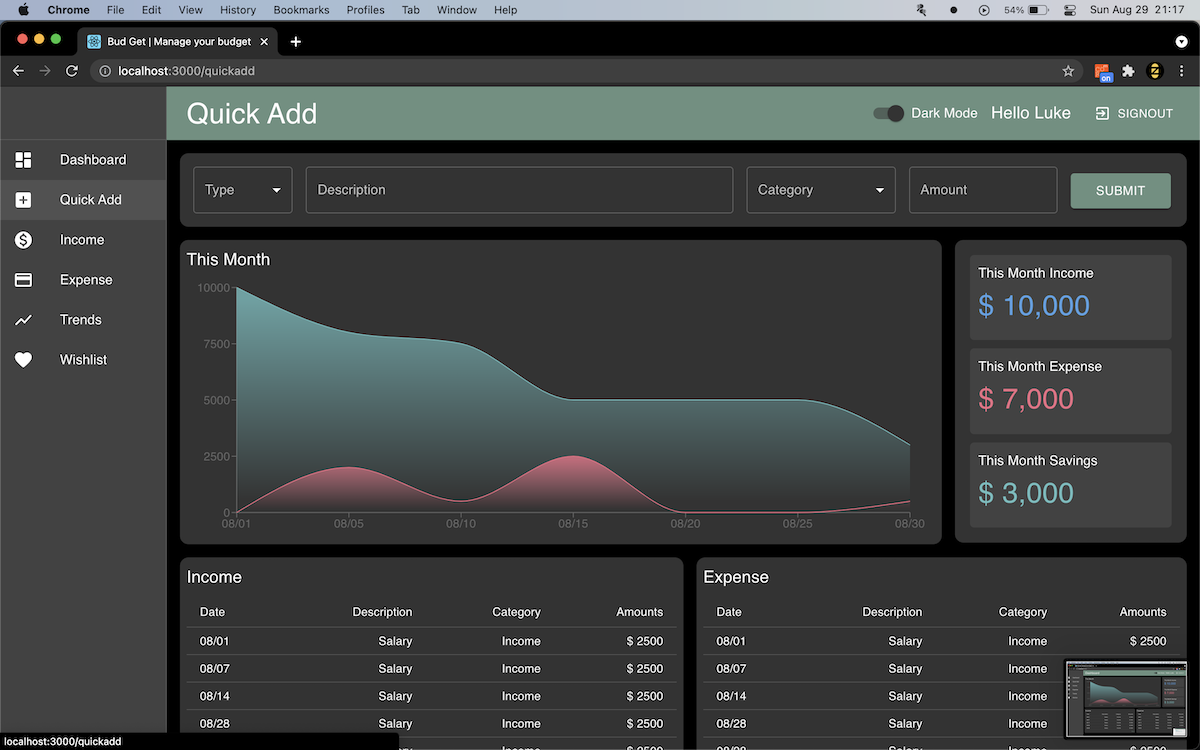 Chrome File Edit View History Bookmarks Profiles Tab Window Help 54% Sun Aug 29 21:17
Bud Get | Manage your budget
localhost:3000/quickadd
on
Quick Add Dark Mode Hello Luke SIGNOUT
Dashboard
Quick Add
Income
Expense
Trends
Wishlist
Type Description Category Amount SUBMIT
This Month
10000
7500
5000
2500
0
08/01 08/05 08/10 08/15 08/20 08/25 08/30
This Month Income
$ 10,000
This Month Expense
$ 7,000
This Month Savings
$ 3,000
Income
Date Description Category Amounts
08/01 Salary Income $ 2500
08/07 Salary Income $ 2500
08/14 Salary Income $ 2500
08/28 Salary Income $ 2500
Expense
Date Description Category Amounts
08/01 Salary Income $ 2500
08/07 Salary Income
08/14 Salary Income
08/28 Salary Income
localhost:3000/quickadd